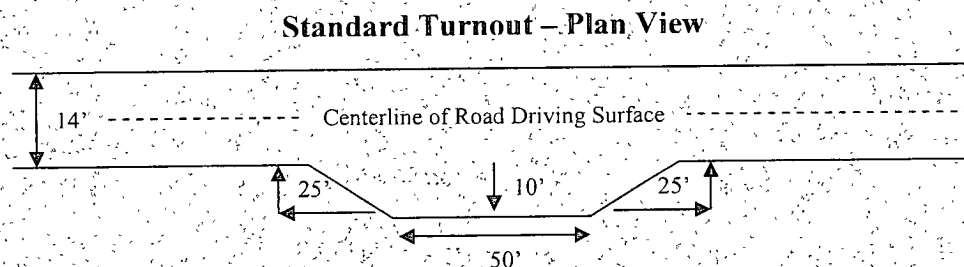 Standard Turnout – Plan View
14’
Centerline of Road Driving Surface
25’
10’
25’
50’